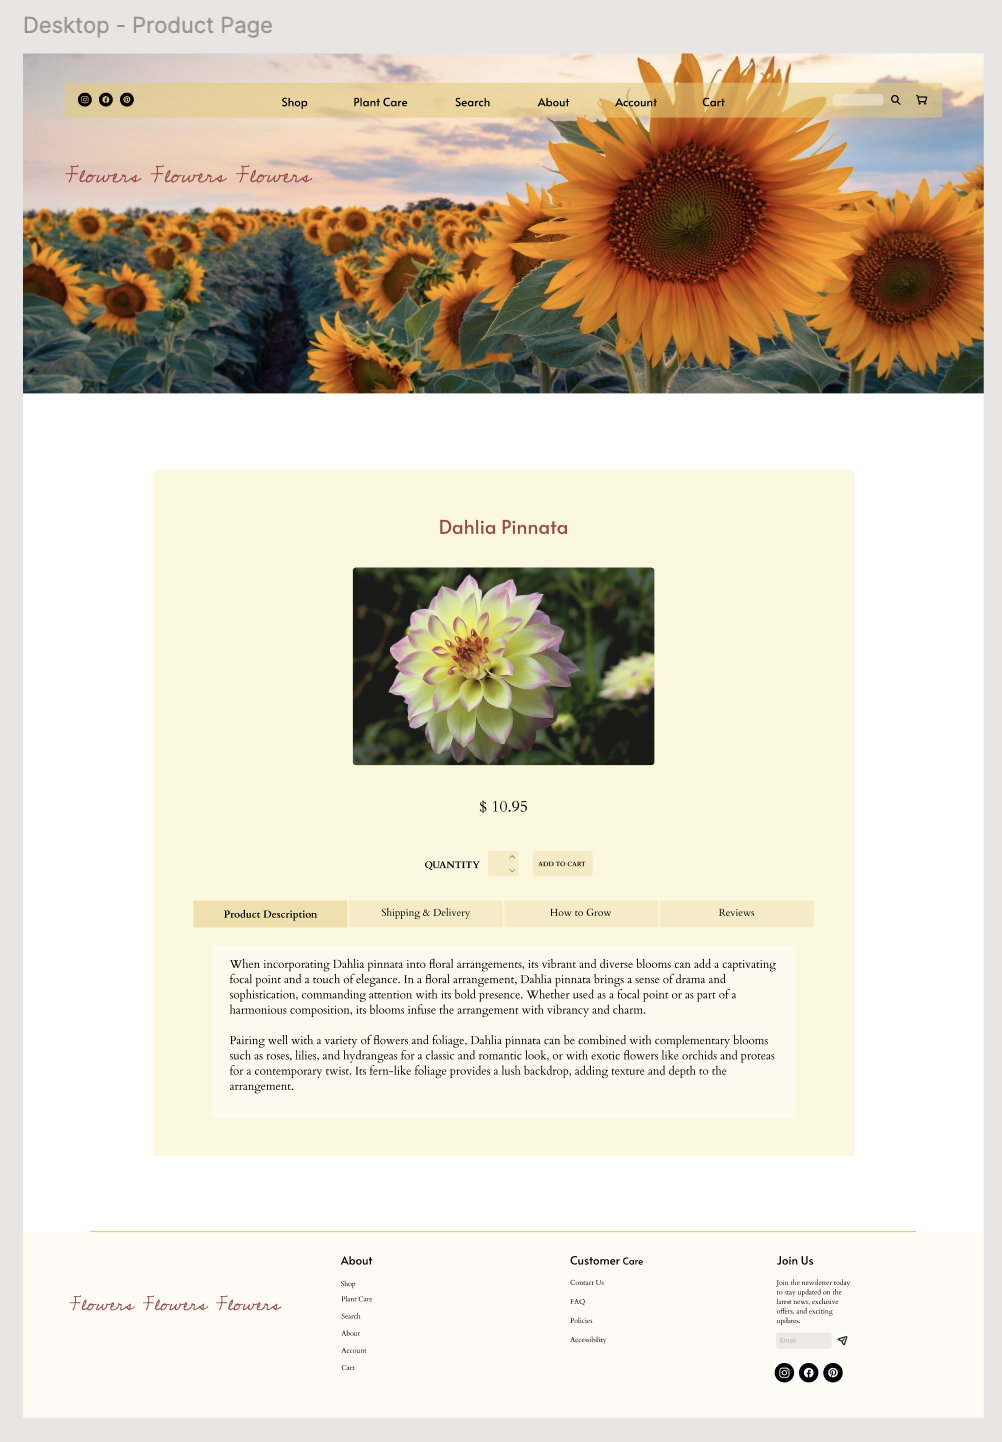 Desktop - Product Page
Shop Plant Care Search About Account Cart
Flowers Flowers Flowers
Dahlia Pinnata
$ 10.95
QUANTITY ADD TO CART
Product Description Shipping & Delivery How to Grow Reviews
When incorporating Dahlia pinnata into floral arrangements, its vibrant and diverse blooms can add a captivating
focal point and a touch of elegance. In a floral arrangement, Dahlia pinnata brings a sense of drama and
sophistication, commanding attention with its bold presence. Whether used as a focal point or as part of a
harmonious composition, its blooms infuse the arrangement with vibrancy and charm.
Pairing well with a variety of flowers and foliage, Dahlia pinnata can be combined with complementary blooms
such as roses, lilies, and hydrangeas for a classic and romantic look, or with exotic flowers like orchids and proteas
for a contemporary twist. Its fern-like foliage provides a lush backdrop, adding texture and depth to the
arrangement.
Flowers Flowers Flowers
About
Shop
Plant Care
Search
About
Account
Cart
Customer Care
Contact Us
FAQ
Policies
Accessibility
Join Us
Join the newsletter today
to stay updated on the
latest news, exclusive
offers, and exciting
updates.
Email